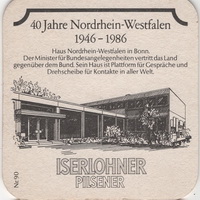 40 Jahre Nordrhein-Westfalen
1946 - 1986
Haus Nordrhein-Westfalen in Bonn.
Der Minister für Bundesangelegenheiten vertritt das Land
gegenüber dem Bund. Sein Haus ist Plattform für Gespräche und
Drehscheibe für Kontakte in aller Welt.
ISERLOHNER
PILSENER
Nr. 90